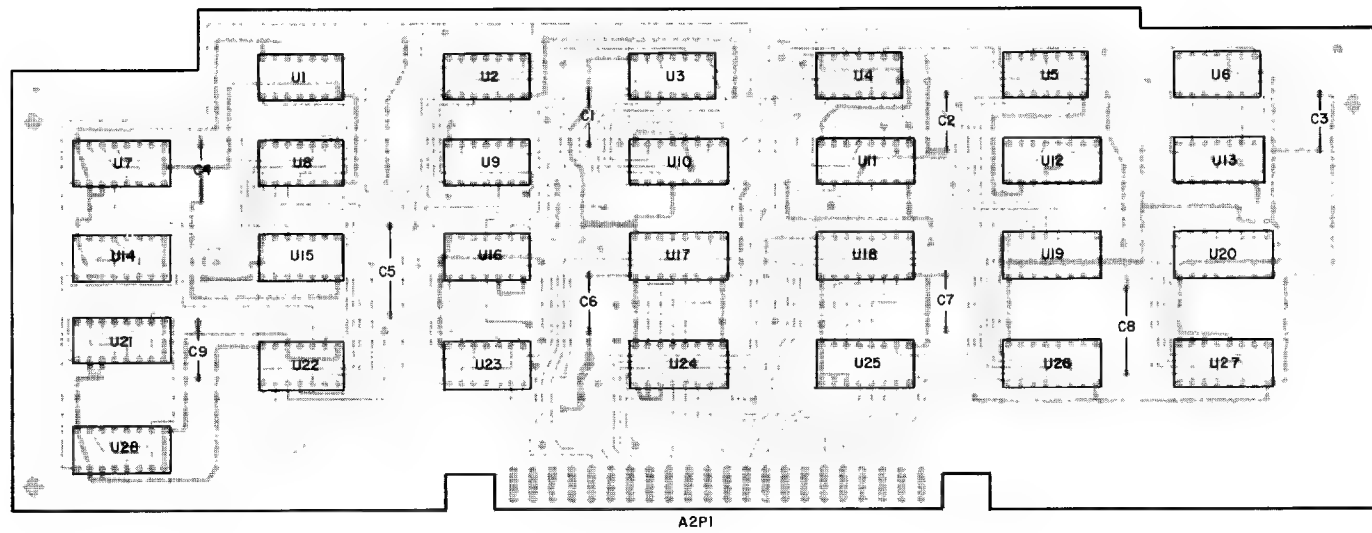 U1 U2 U3 U4 U5 U6
C1 C2 C3
U7 C4 U8 U9 U10 U11 U12 U13
U14 U15 C5 U16 U17 U18 U19 U20
C6 C7 C8
U21 C9 U22 U23 U24 U25 U26 U27
U28
A2P1